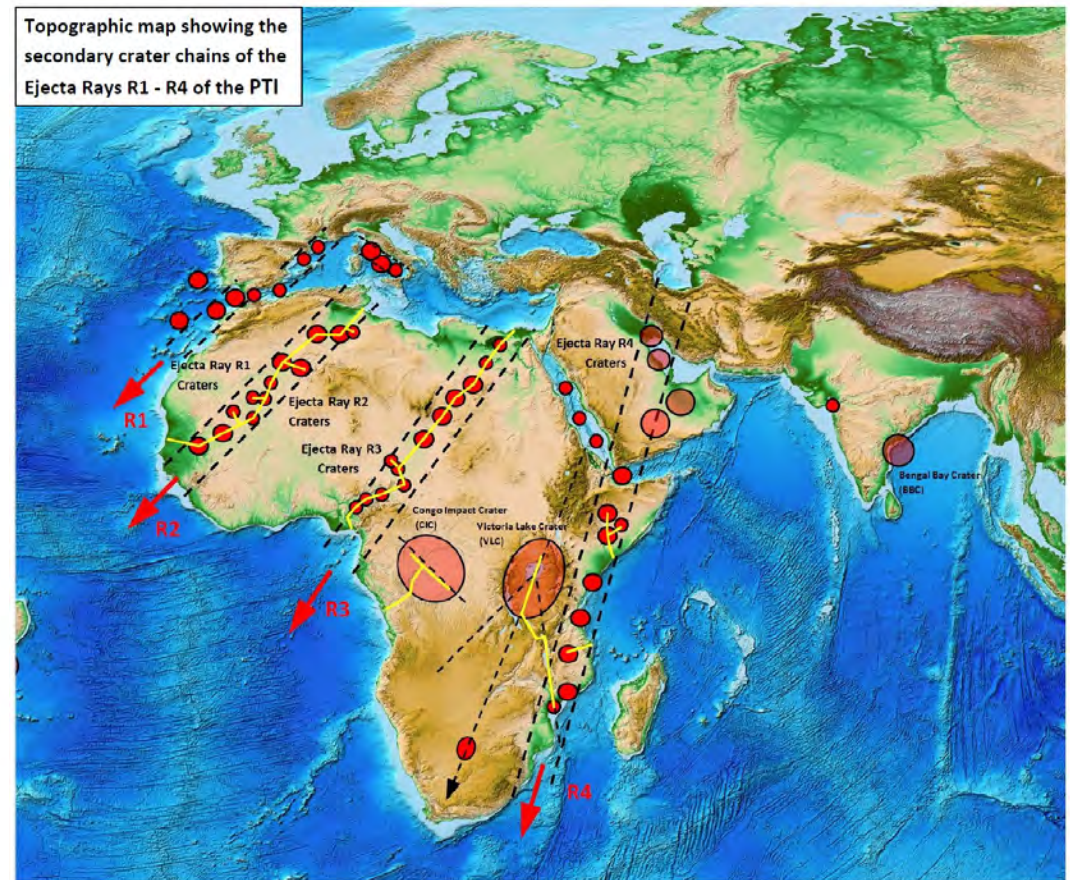 Topographic map showing the
secondary crater chains of the
Ejecta Rays R1 - R4 of the PTI
Ejecta Ray R1
Craters
R1
Ejecta Ray R2
Craters
R2
Ejecta Ray R3
Craters
R3
Ejecta Ray R4
Craters
Congo Impact Crater
(CIC)
Victoria Lake Crater
(VLC)
Bengal Bay Crater
(BBC)
R4